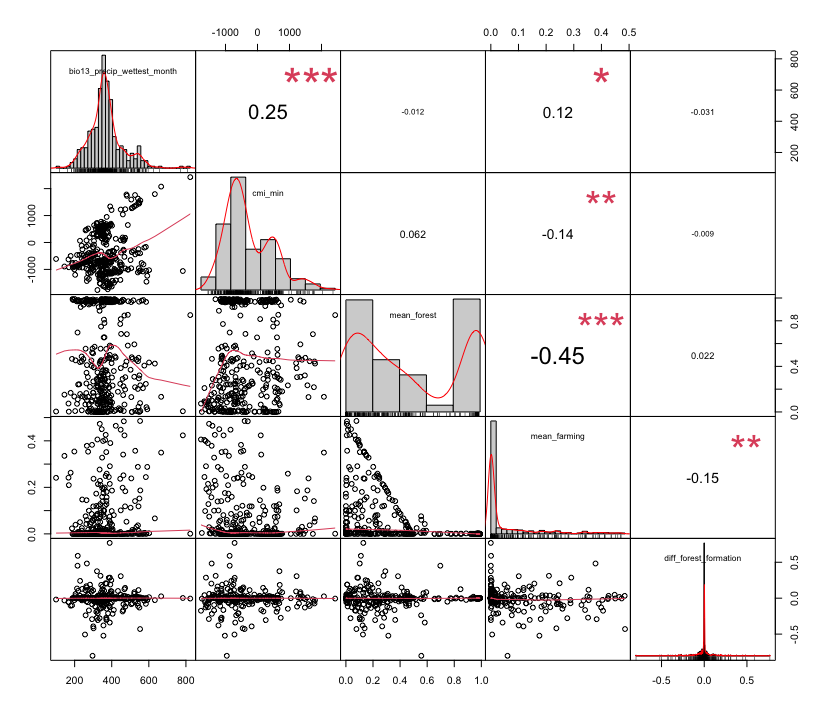 -1000 0 1000
0.0 0.1 0.2 0.3 0.4 0.5
bio13_precip_wettest_month
***
0.25
-0.012
*
0.12
-0.031
200 400 600 800
-1000 0 1000
cmi_min
0.062
**
-0.14
-0.009
mean_forest
***
-0.45
0.022
0.0 0.4 0.8
0.0 0.2 0.4
mean_farming
**
-0.15
diff_forest_formation
-0.5 0.0 0.5
200 400 600 800
0.0 0.2 0.4 0.6 0.8 1.0
-0.5 0.0 0.5